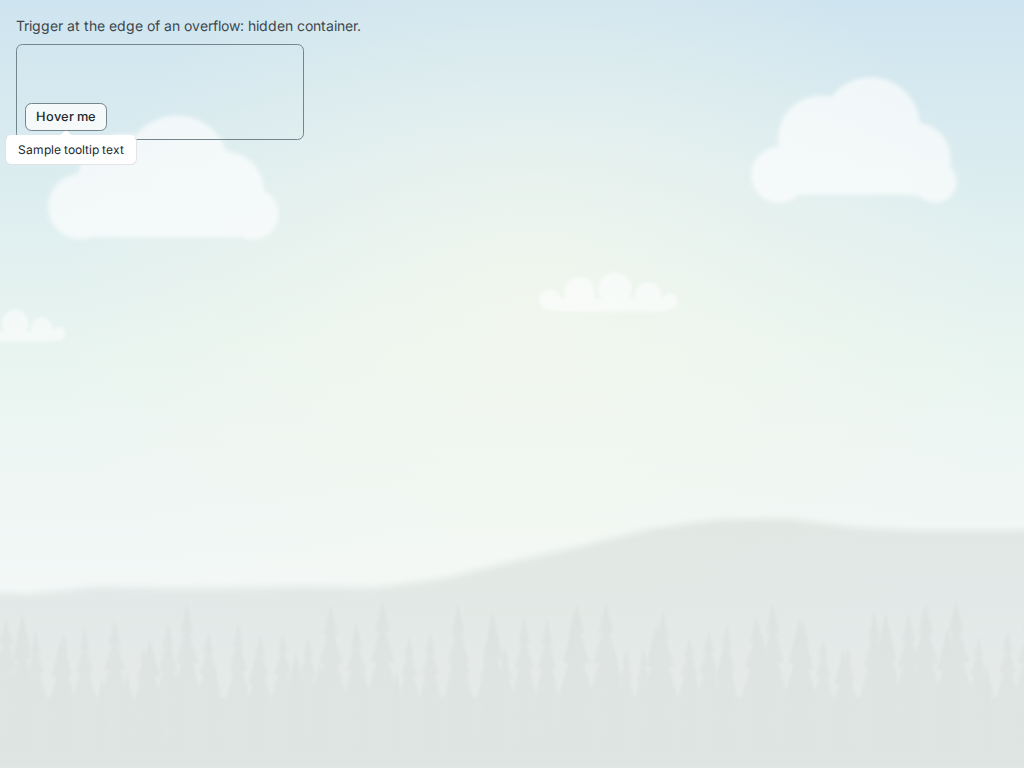 Trigger at the edge of an overflow: hidden container.
Hover me
Sample tooltip text